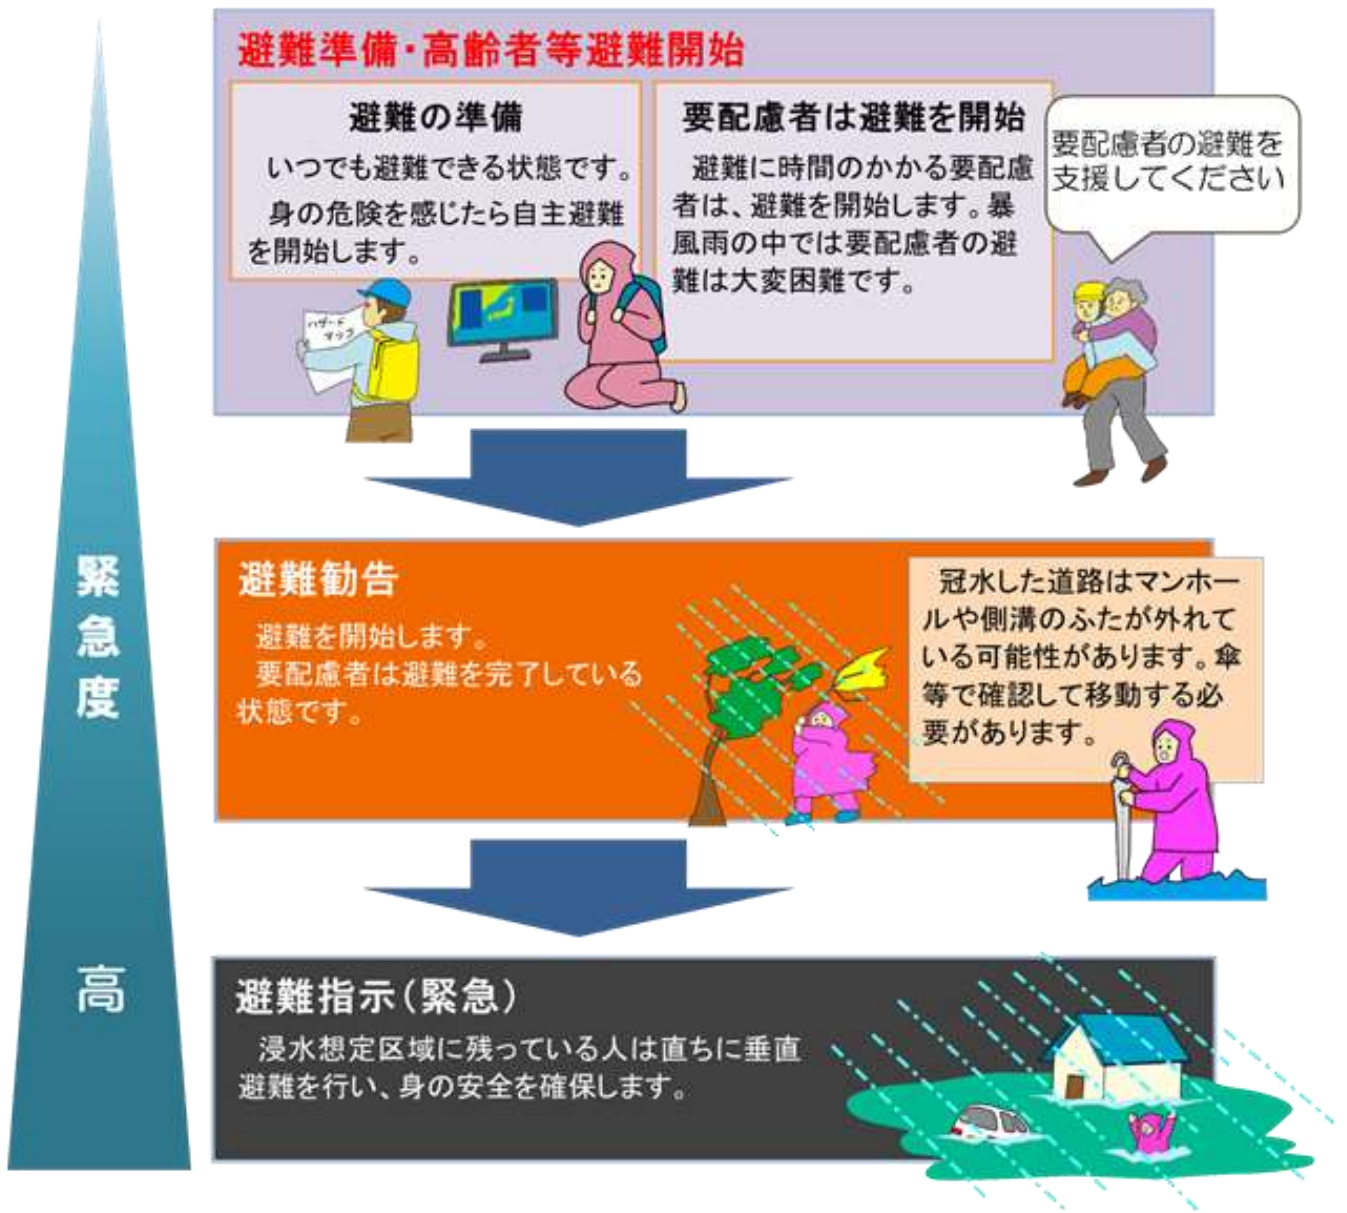 避難準備・高齢者等避難開始
避難の準備
いつでも避難できる状態です。
身の危険を感じたら自主避難
を開始します。
要配慮者は避難を開始
避難に時間のかかる要配慮
者は、避難を開始します。暴
風雨の中では要配慮者の避
難は大変困難です。
要配慮者の避難を
支援してください
ハザード
マップ
緊急度
高
避難勧告
避難を開始します。
要配慮者は避難を完了している
状態です。
冠水した道路はマンホー
ルや側溝のふたが外れて
いる可能性があります。傘
等で確認して移動する必
要があります。
避難指示（緊急）
浸水想定区域に残っている人は直ちに垂直
避難を行い、身の安全を確保します。